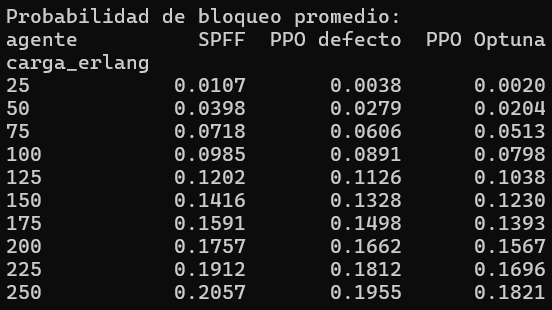 Probabilidad de bloqueo promedio:
agente SPFF PPO defecto PPO Optuna
carga_erlang
25 0.0107 0.0038 0.0020
50 0.0398 0.0279 0.0204
75 0.0718 0.0606 0.0513
100 0.0985 0.0891 0.0798
125 0.1202 0.1126 0.1038
150 0.1416 0.1328 0.1230
175 0.1591 0.1498 0.1393
200 0.1757 0.1662 0.1567
225 0.1912 0.1812 0.1696
250 0.2057 0.1955 0.1821